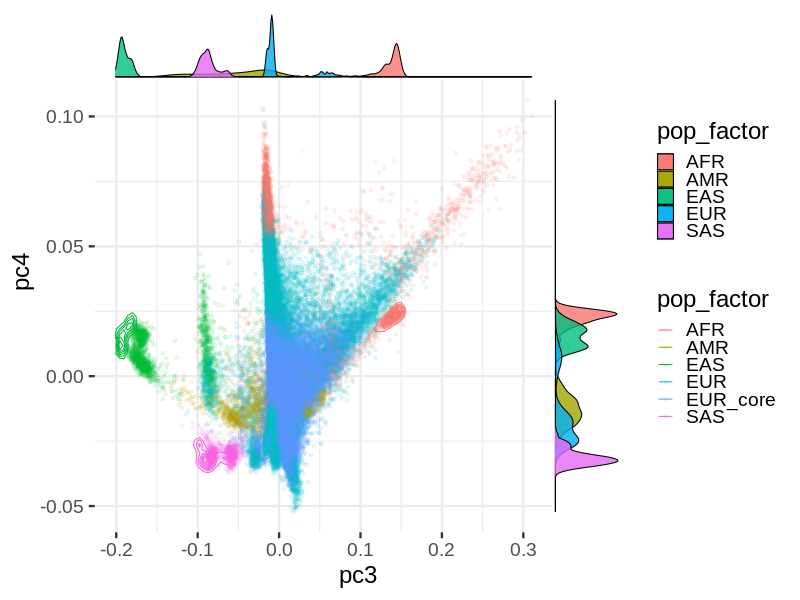 pop_factor
AFR
AMR
EAS
EUR
SAS
pop_factor
AFR
AMR
EAS
EUR
EUR_core
SAS
pc4
0.10
0.05
0.00
-0.05
-0.2
-0.1
0.0
0.1
0.2
0.3
pc3